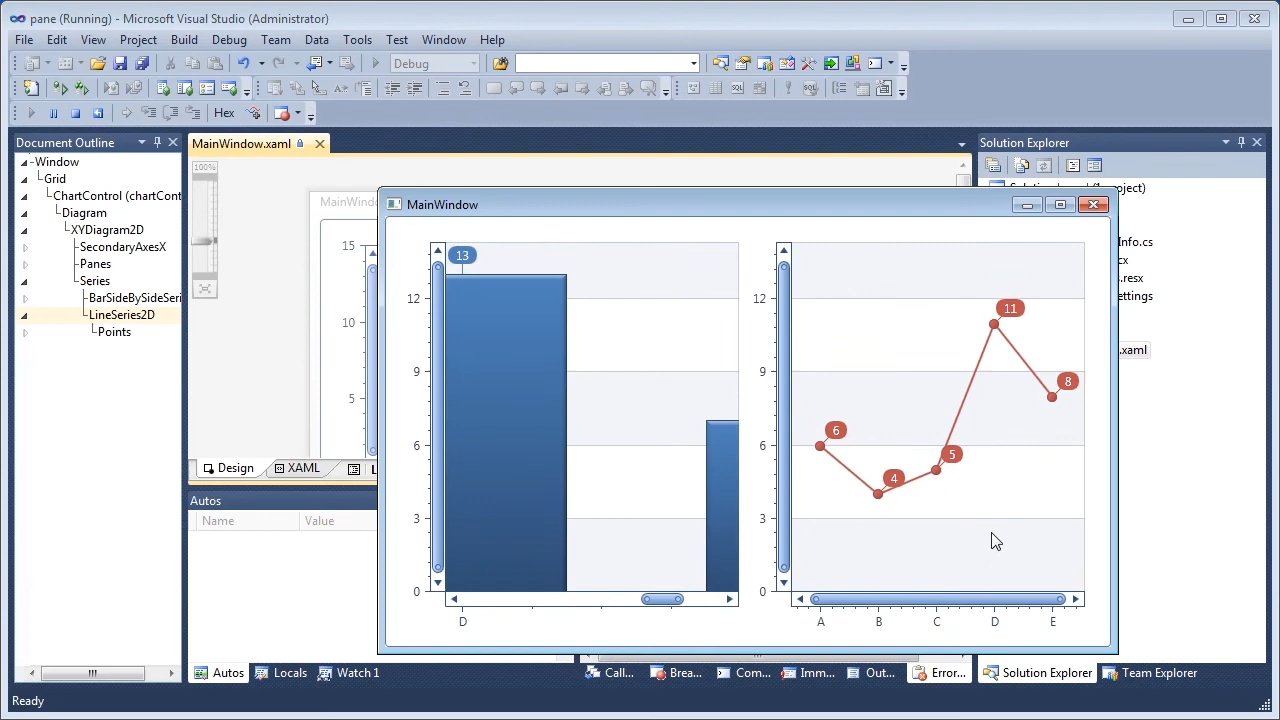 pane (Running) - Microsoft Visual Studio (Administrator)
File Edit View Project Build Debug Team Data Tools Test Window Help
Debug
Hex
Document Outline
MainWindow.xaml
Solution Explorer
Window
Grid
ChartControl (chartCont
Diagram
XYDiagram2D
SecondaryAxesX
Panes
Series
BarSideBySideSeri
LineSeries2D
Points
100%
MainWindow
15
10
5
Design
XAML
MainWindow
13
12
9
6
3
0
D
12
9
6
3
0
6
4
5
11
8
A B C D E
ject)
Info.cs
cx
.resx
ettings
.xaml
Autos
Name Value
Autos Locals Watch 1
Call... Brea... Com... Imm... Out... Error...
Solution Explorer Team Explorer
Ready